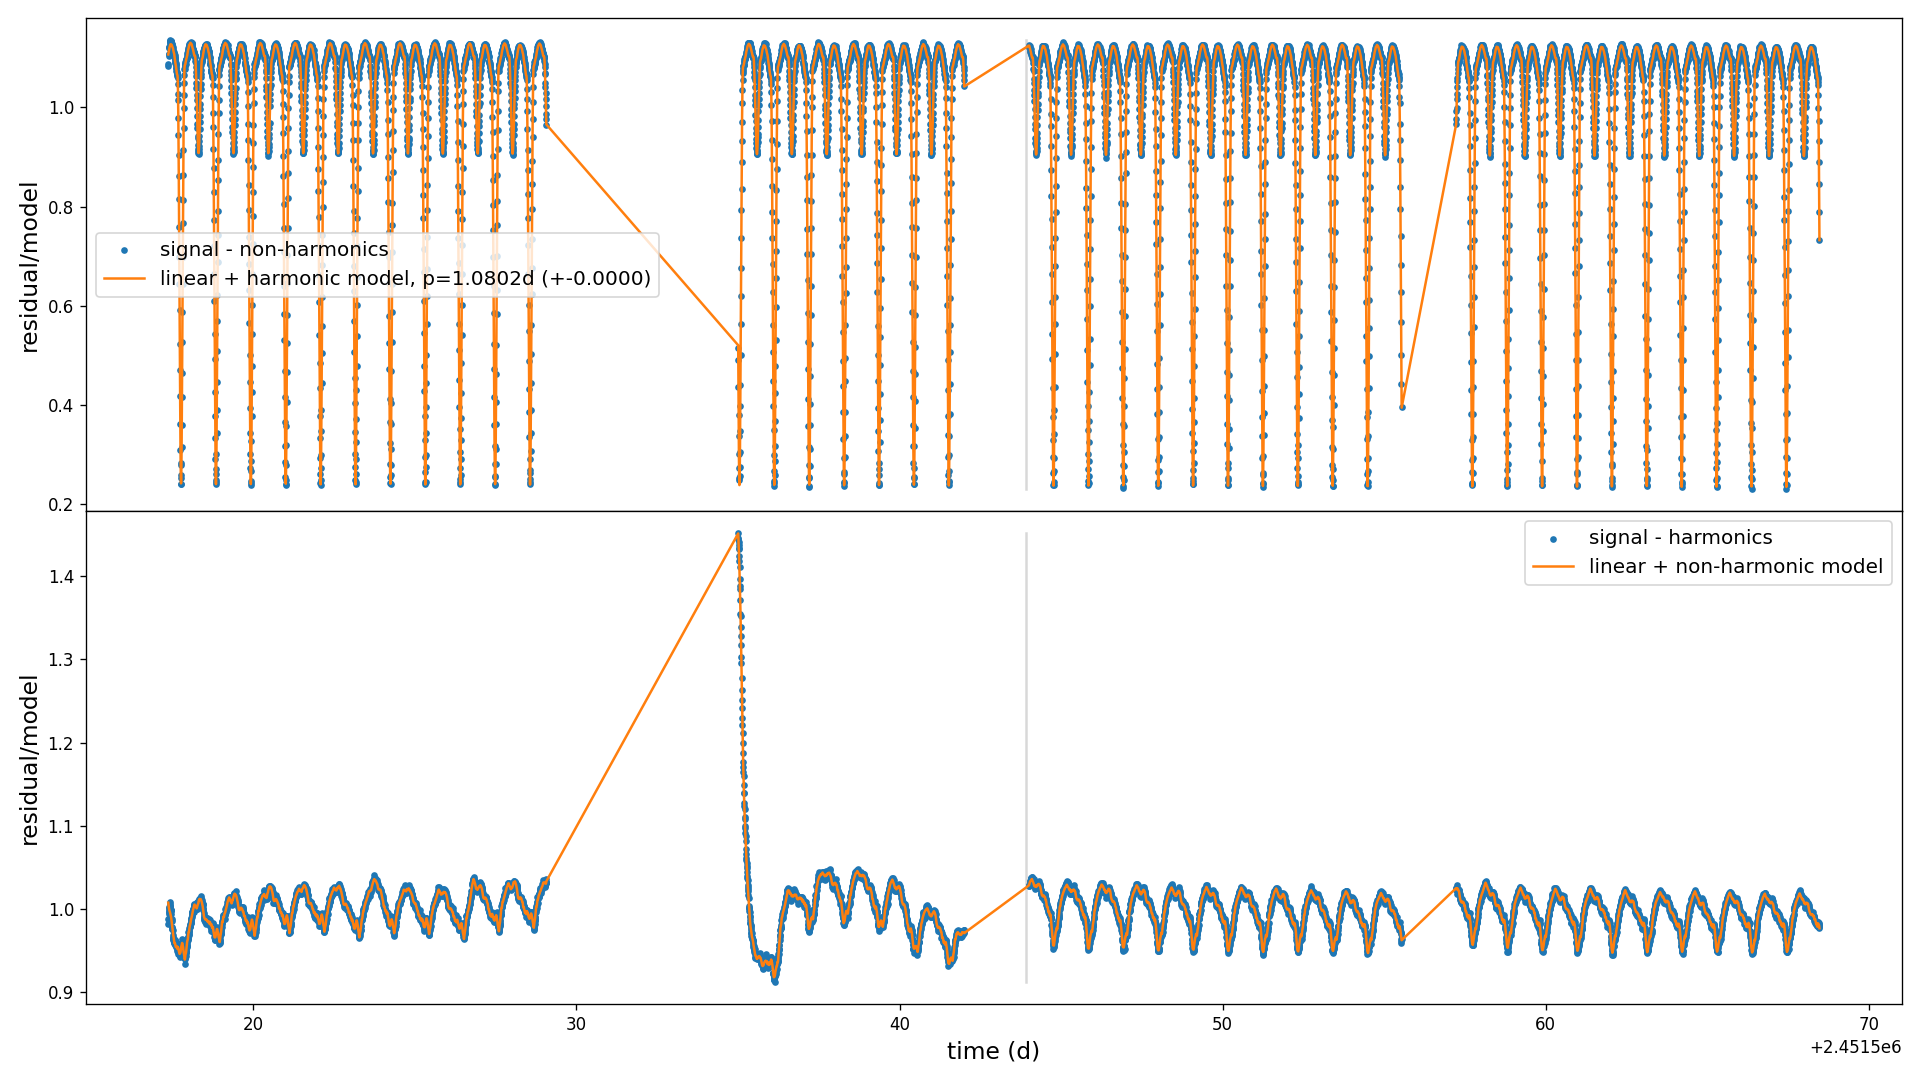 residual/model
1.0
0.8
0.6
0.4
0.2
signal - non-harmonics
linear + harmonic model, p=1.0802d (+-0.0000)
residual/model
1.4
1.3
1.2
1.1
1.0
0.9
signal - harmonics
linear + non-harmonic model
20
30
40
50
60
70
time (d)
+2.4515e6